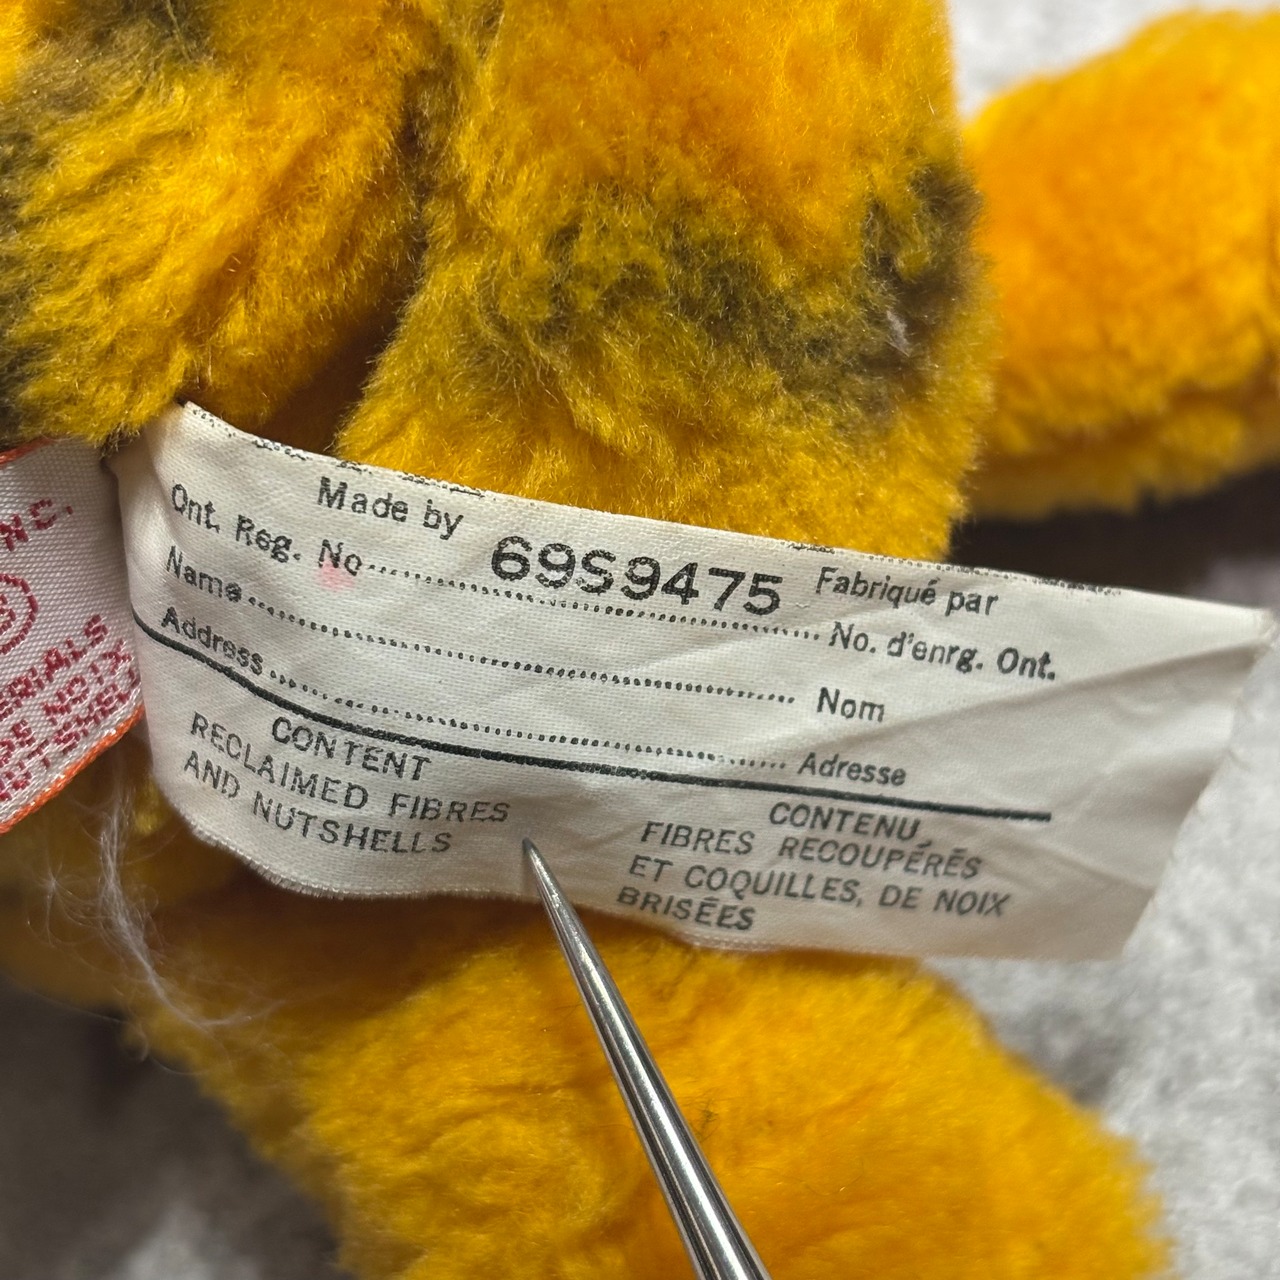 NC.
Made by
Ont. Reg. No 69S9475 Fabriqué par
No. d'enrg. Ont.
Name Nom
Address Adresse
CONTENT
RECLAIMED FIBRES
AND NUTSHELLS
CONTENU
FIBRES RECOUPÉRÉS
ET COQUILLES, DE NOIX
BRISÉES